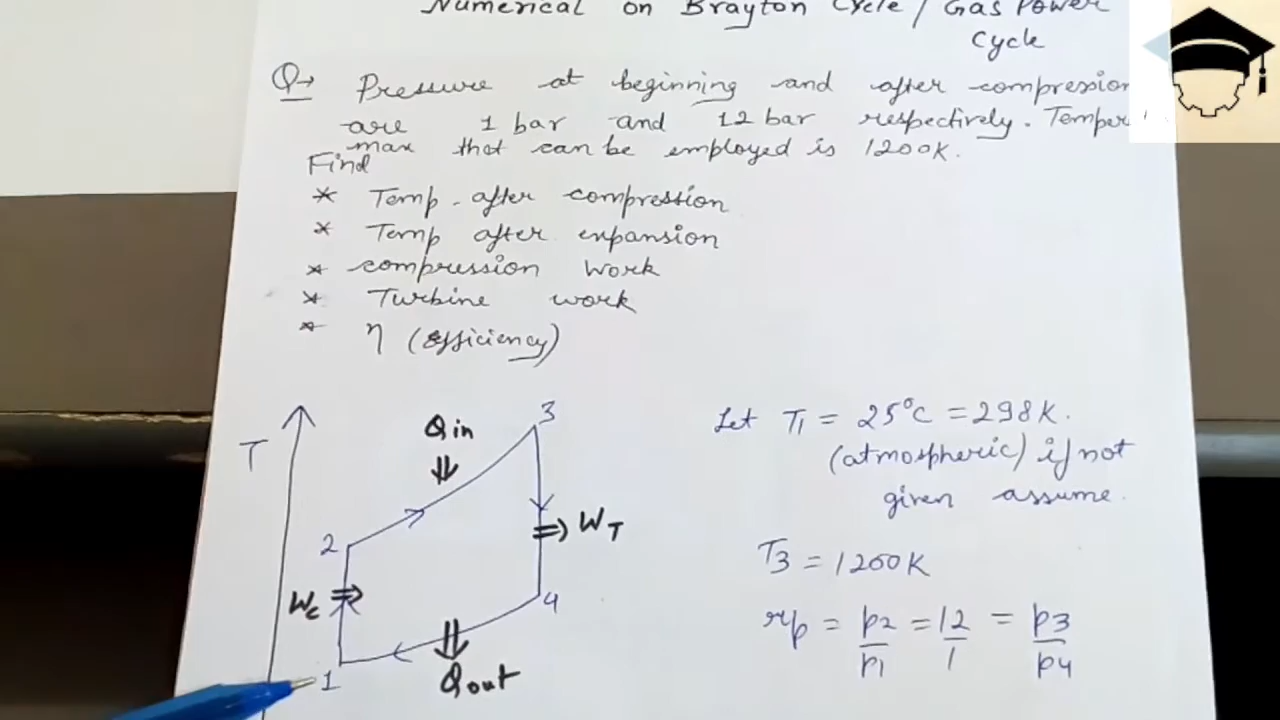 Numerical on Brayton Cycle / Gas Power
Cycle
Q→ Pressure at beginning and after compression
are 1 bar and 12 bar respectively. Temper
max that can be employed is 1200K.
Find
* Temp. after compression
* Temp after expansion
* compression work
* Turbine work
* η (efficiency)
T
Qin
3
2
WT
Wc
4
1
Qout
Let T1 = 25°C = 298K.
(atmospheric) if not
given assume.
T3 = 1200K
rp = p2/p1 = 12/1 = p3/p4